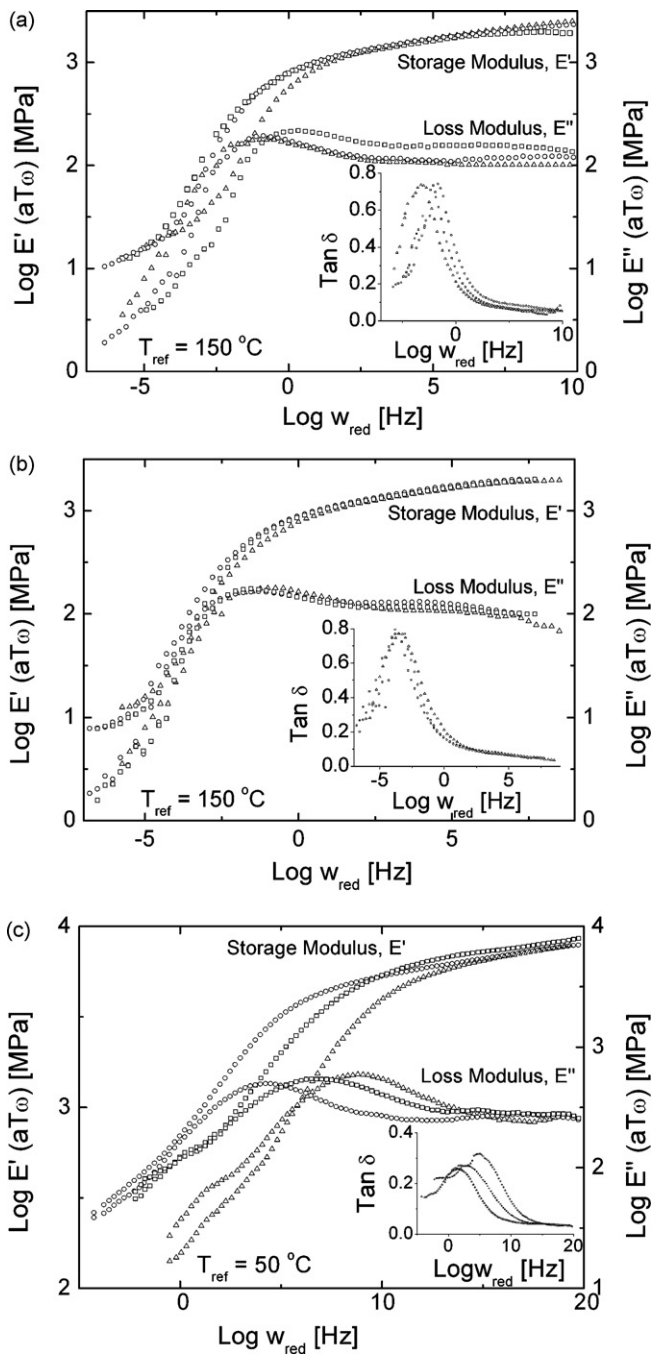 (a)
Log E' (aTω) [MPa]
3
2
1
0
Storage Modulus, E'
Loss Modulus, E"
Tan δ
0.8
0.6
0.4
0.2
0.0
0
10
Log w_red [Hz]
T_ref = 150 °C
3
2
1
0
Log E" (aTω) [MPa]
-5
0
5
10
Log w_red [Hz]
(b)
Log E' (aTω) [MPa]
3
2
1
0
Storage Modulus, E'
Loss Modulus, E"
Tan δ
0.8
0.6
0.4
0.2
0.0
-5
0
5
Log w_red [Hz]
T_ref = 150 °C
3
2
1
0
Log E" (aTω) [MPa]
-5
0
5
Log w_red [Hz]
(c)
Log E' (aTω) [MPa]
4
3
2
Storage Modulus, E'
Loss Modulus, E"
Tan δ
0.4
0.2
0.0
0
10
20
Logw_red [Hz]
T_ref = 50 °C
4
3
2
1
Log E" (aTω) [MPa]
0
10
20
Log w_red [Hz]